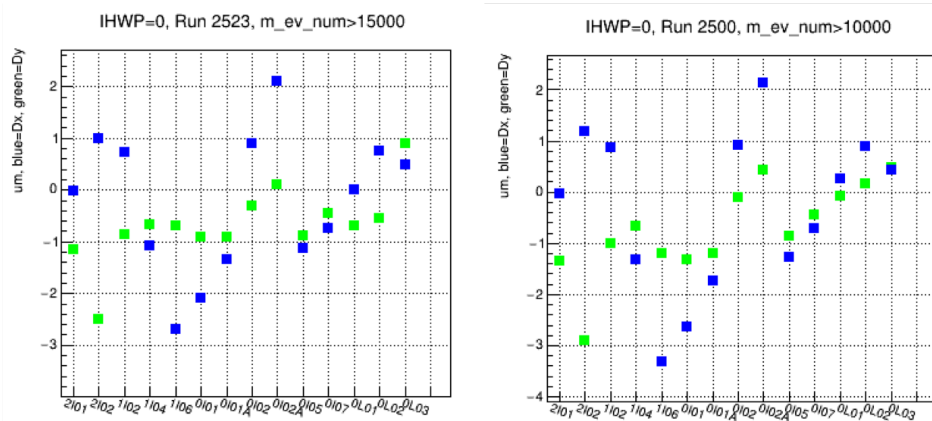 IHWP=0, Run 2523, m_ev_num>15000
um, blue=Dx, green=Dy
2
1
0
−1
−2
−3
2I01 2I02 1I02 1I04 1I06 0I01 0I01A 0I02 0I02A 0I05 0I07 0L01 0L02 0L03
IHWP=0, Run 2500, m_ev_num>10000
um, blue=Dx, green=Dy
2
1
0
−1
−2
−3
−4
2I01 2I02 1I02 1I04 1I06 0I01 0I01A 0I02 0I02A 0I05 0I07 0L01 0L02 0L03